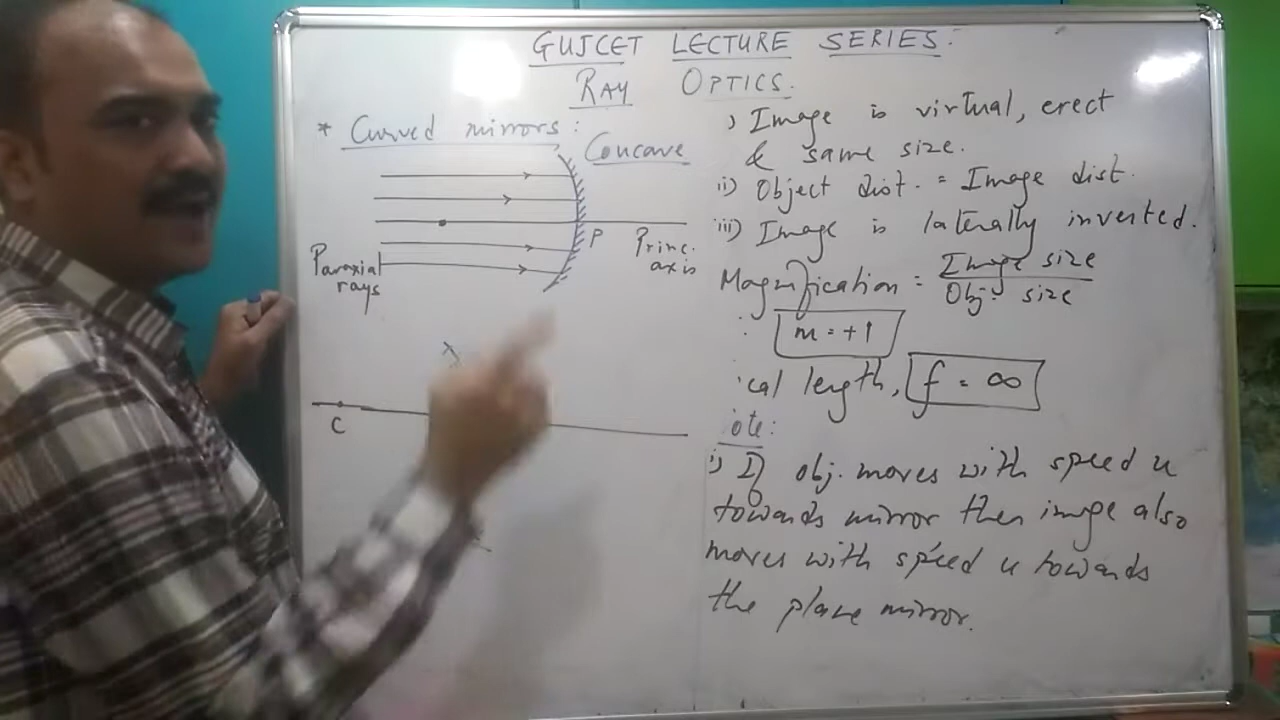 GUJCET LECTURE SERIES:
RAY OPTICS.
* Curved mirrors:
Concave
P
Princ.
axis
Paraxial
rays
C
i) Image is virtual, erect
& same size.
ii) Object dist. = Image dist.
iii) Image is laterally inverted.
Magnification = Image size
Obj. size
m = +1
ical length, f = ∞
ote:
i) If obj. moves with speed u
towards mirror then image also
moves with speed u towards
the plane mirror.